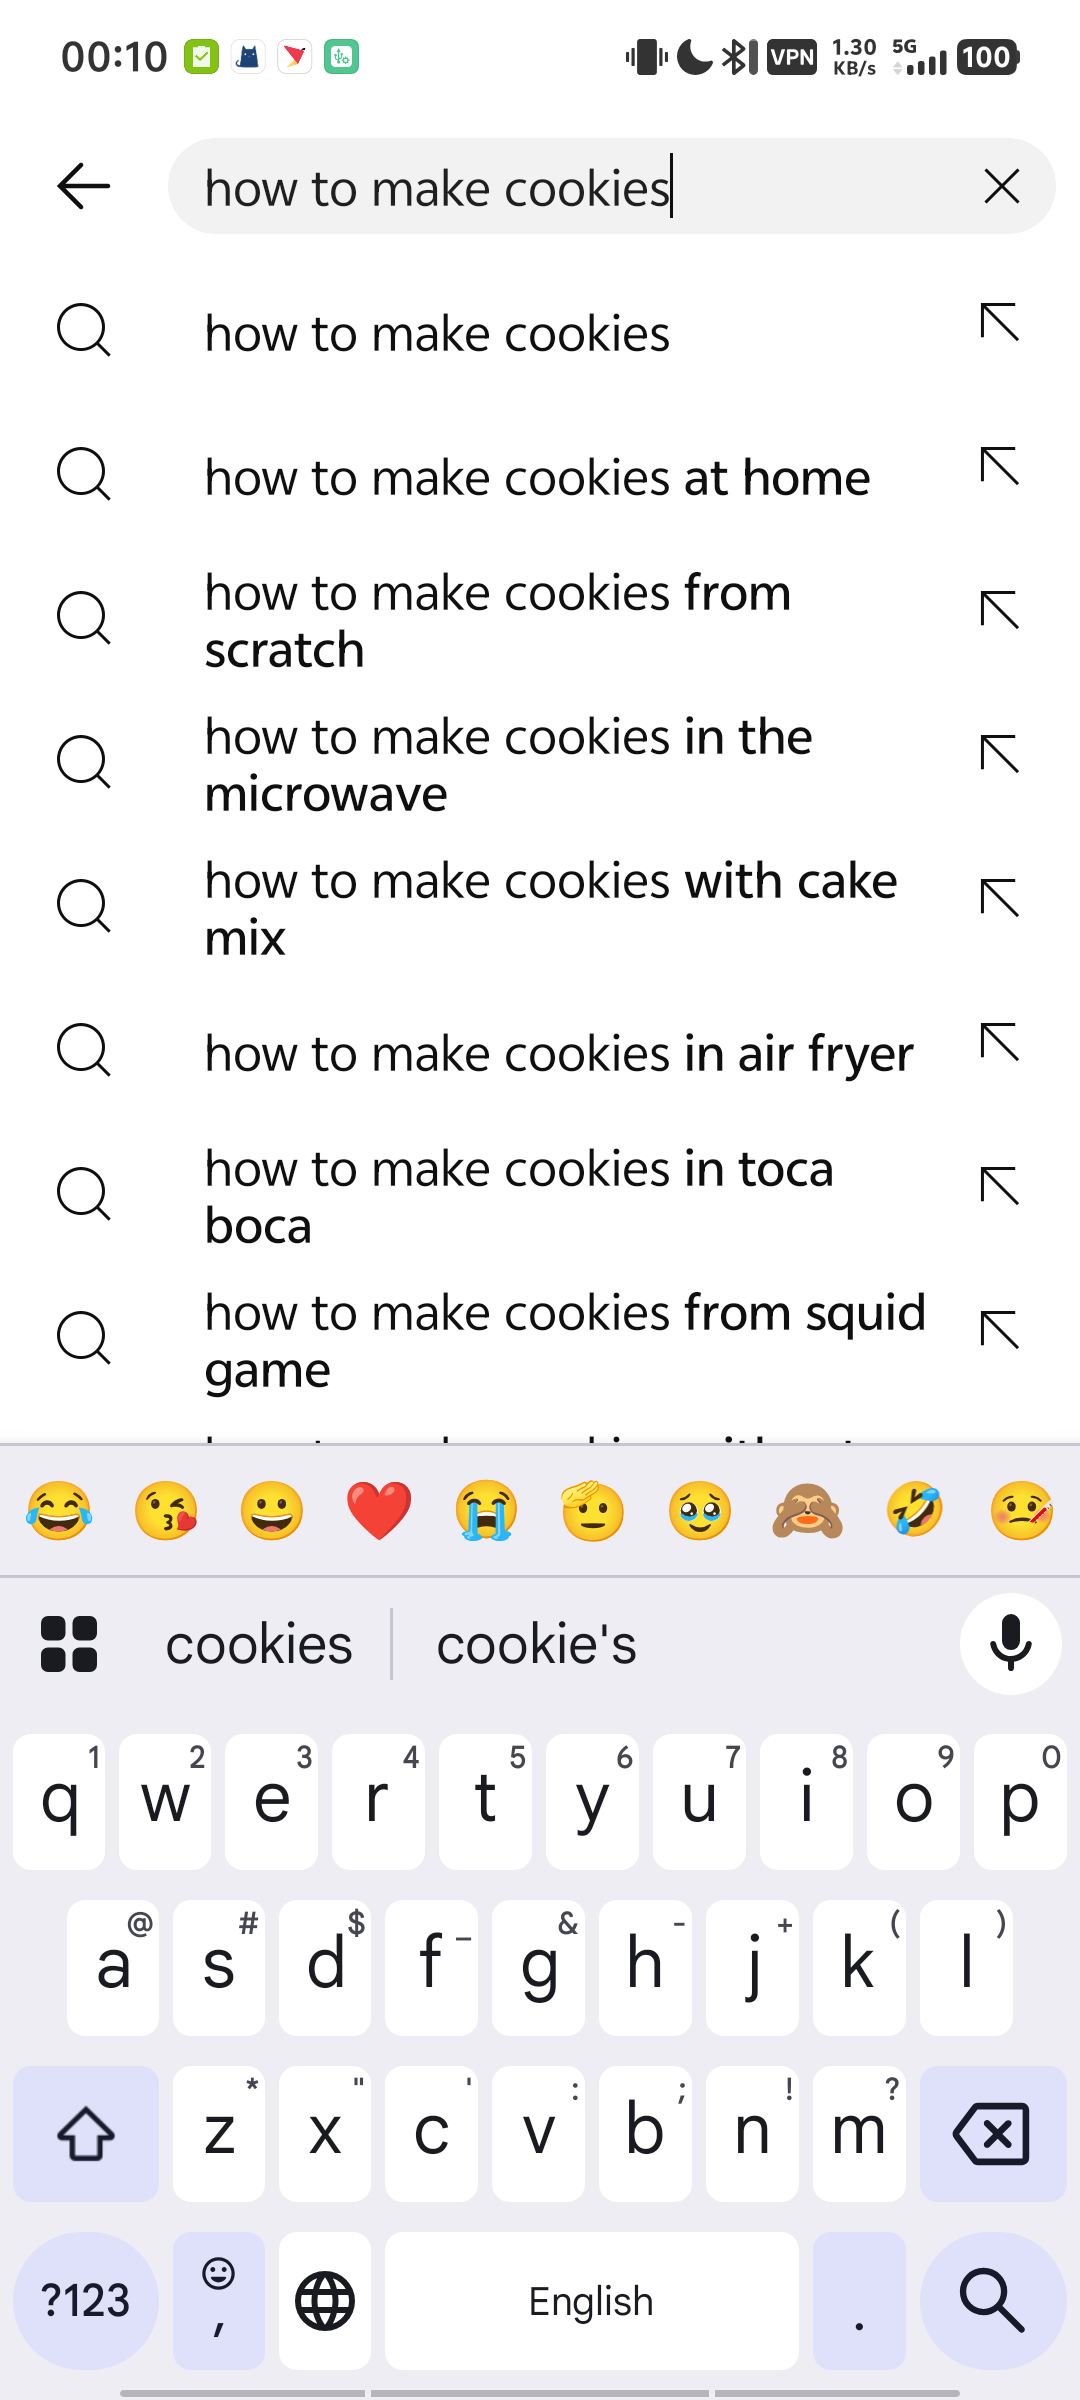 00:10 VPN 1.30 KB/s 5G 100
how to make cookies
how to make cookies
how to make cookies at home
how to make cookies from
scratch
how to make cookies in the
microwave
how to make cookies with cake
mix
how to make cookies in air fryer
how to make cookies in toca
boca
how to make cookies from squid
game
cookies cookie's
q 1 w 2 e 3 r 4 t 5 y 6 u 7 i 8 o 9 p 0
a @ s # d $ f _ g & h - j + k ( l )
z * x " c ' v : b ; n ! m ?
?123 , English .